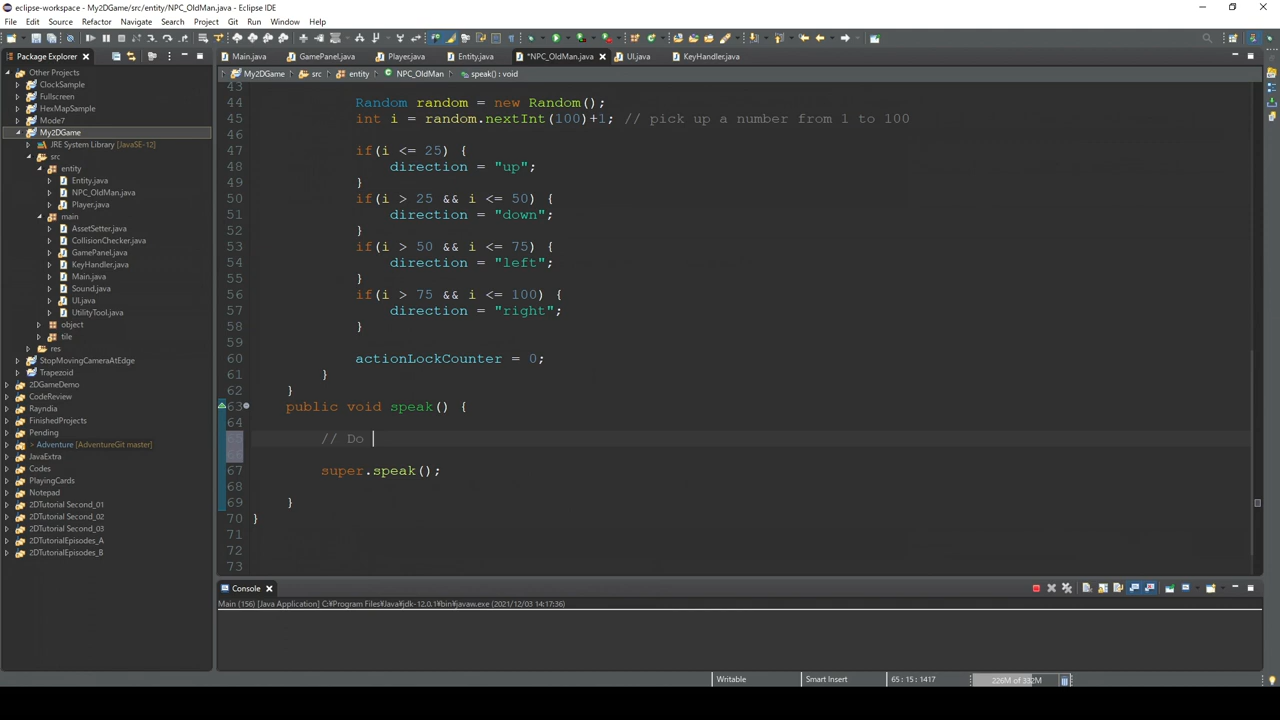 eclipse-workspace - My2DGame/src/entity/NPC_OldMan.java - Eclipse IDE
File Edit Source Refactor Navigate Search Project Git Run Window Help
Package Explorer
Main.java GamePanel.java Player.java Entity.java *NPC_OldMan.java UI.java KeyHandler.java
My2DGame src entity NPC_OldMan speak() : void
Other Projects
ClockSample
Fullscreen
HexMapSample
Mode7
My2DGame
JRE System Library [JavaSE-12]
src
entity
Entity.java
NPC_OldMan.java
Player.java
main
AssetSetter.java
CollisionChecker.java
GamePanel.java
KeyHandler.java
Main.java
Sound.java
UI.java
UtilityTool.java
object
tile
res
StopMovingCameraAtEdge
Trapezoid
2DGameDemo
CodeReview
Rayndia
FinishedProjects
Pending
> Adventure [AdventureGit master]
JavaExtra
Codes
PlayingCards
Notepad
2DTutorial Second_01
2DTutorial Second_02
2DTutorial Second_03
2DTutorialEpisodes_A
2DTutorialEpisodes_B
43
44 Random random = new Random();
45 int i = random.nextInt(100)+1; // pick up a number from 1 to 100
46
47 if(i <= 25) {
48 direction = "up";
49 }
50 if(i > 25 && i <= 50) {
51 direction = "down";
52 }
53 if(i > 50 && i <= 75) {
54 direction = "left";
55 }
56 if(i > 75 && i <= 100) {
57 direction = "right";
58 }
59
60 actionLockCounter = 0;
61 }
62 }
63 public void speak() {
64
65 // Do
66
67 super.speak();
68
69 }
70 }
71
72
73
Console
Main (156) [Java Application] C:\Program Files\Java\jdk-12.0.1\bin\javaw.exe (2021/12/03 14:17:36)
Writable Smart Insert 65 : 15 : 1417 226M of 332M